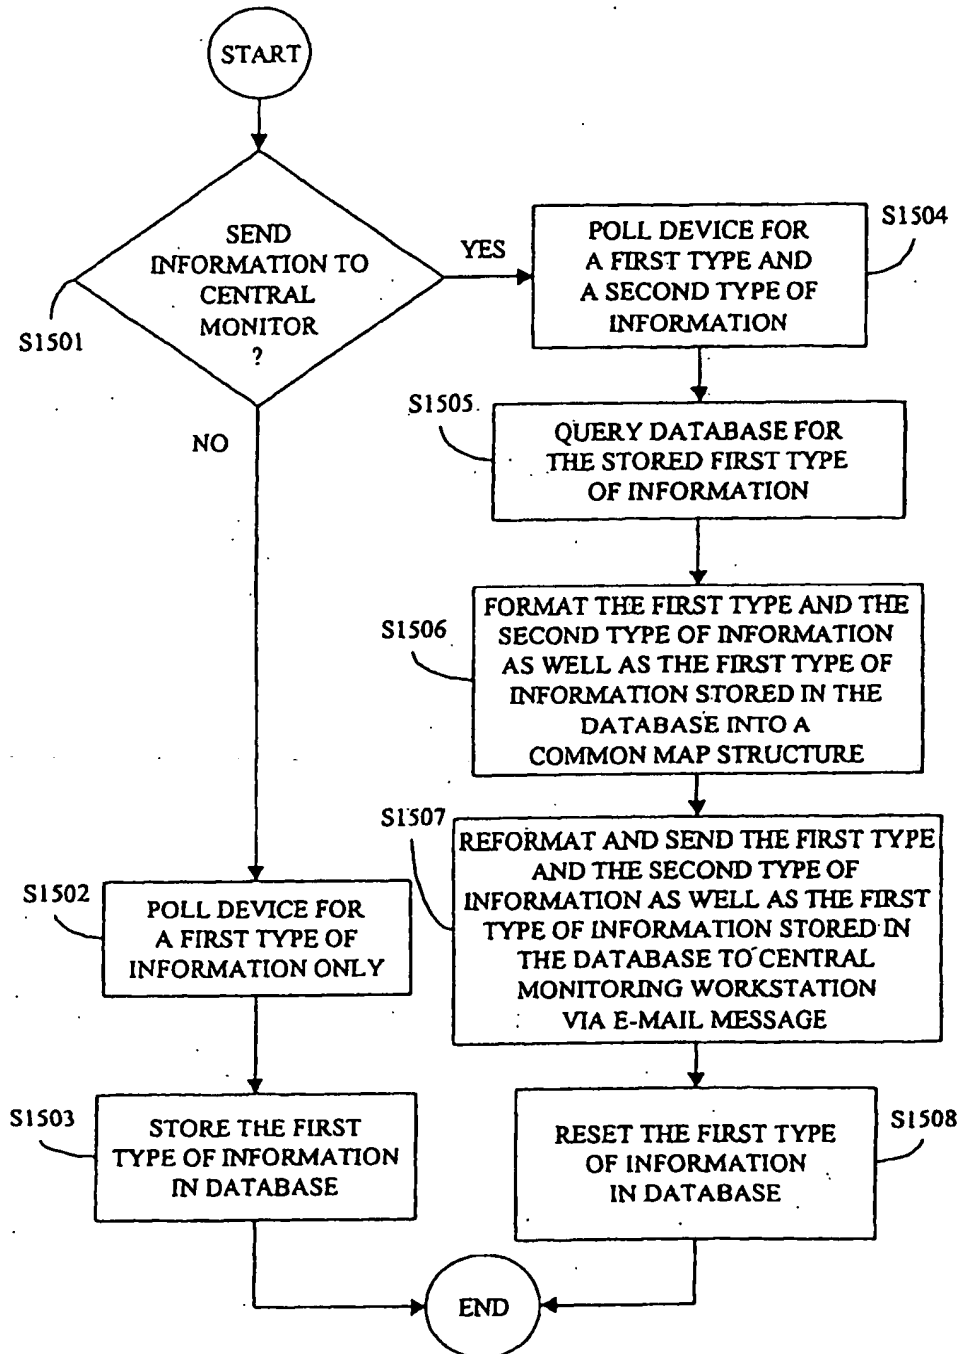 START
SEND
INFORMATION TO
CENTRAL
MONITOR
?
S1501
YES
NO
POLL DEVICE FOR
A FIRST TYPE AND
A SECOND TYPE OF
INFORMATION
S1504
S1505
QUERY DATABASE FOR
THE STORED FIRST TYPE
OF INFORMATION
S1506
FORMAT THE FIRST TYPE AND THE
SECOND TYPE OF INFORMATION
AS WELL AS THE FIRST TYPE OF
INFORMATION STORED IN THE
DATABASE INTO A
COMMON MAP STRUCTURE
S1507
REFORMAT AND SEND THE FIRST TYPE
AND THE SECOND TYPE OF
INFORMATION AS WELL AS THE FIRST
TYPE OF INFORMATION STORED IN
THE DATABASE TO CENTRAL
MONITORING WORKSTATION
VIA E-MAIL MESSAGE
S1502
POLL DEVICE FOR
A FIRST TYPE OF
INFORMATION ONLY
S1503
STORE THE FIRST
TYPE OF INFORMATION
IN DATABASE
RESET THE FIRST TYPE
OF INFORMATION
IN DATABASE
S1508
END